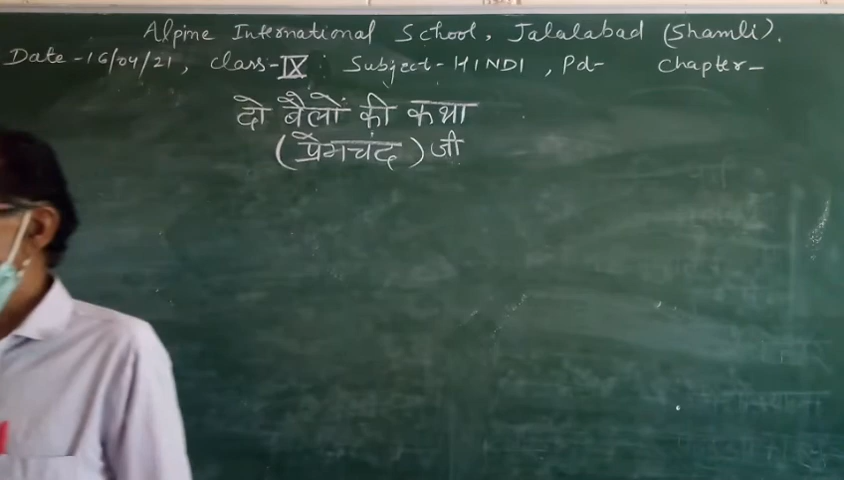 Alpine International School, Jalalabad (Shamli).
Date-16/04/21, Class-IX : Subject-HINDI , Pd- Chapter-
दो बैलों की कथा
(प्रेमचंद) जी